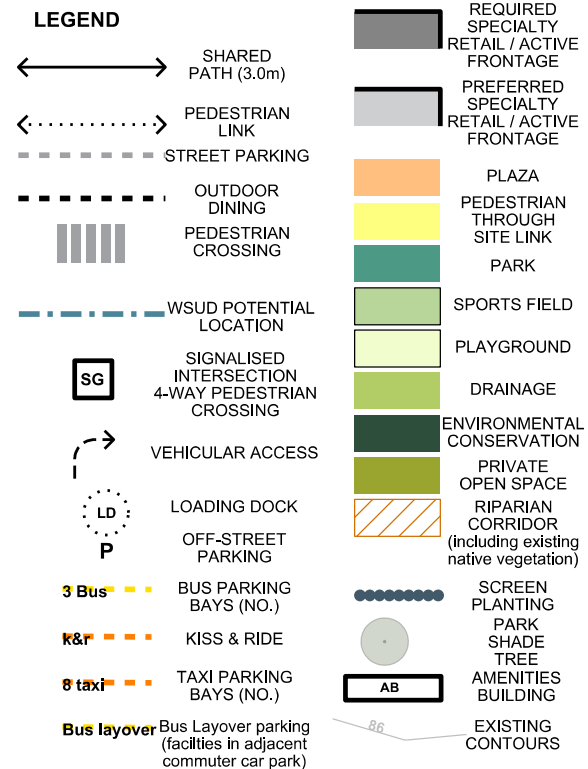 LEGEND
SHARED
PATH (3.0m)
PEDESTRIAN
LINK
STREET PARKING
OUTDOOR
DINING
PEDESTRIAN
CROSSING
WSUD POTENTIAL
LOCATION
SG
SIGNALISED
INTERSECTION
4-WAY PEDESTRIAN
CROSSING
VEHICULAR ACCESS
LD
LOADING DOCK
P
OFF-STREET
PARKING
3 Bus
BUS PARKING
BAYS (NO.)
k&r
KISS & RIDE
8 taxi
TAXI PARKING
BAYS (NO.)
Bus layover
Bus Layover parking
(facilties in adjacent
commuter car park)
REQUIRED
SPECIALTY
RETAIL / ACTIVE
FRONTAGE
PREFERRED
SPECIALTY
RETAIL / ACTIVE
FRONTAGE
PLAZA
PEDESTRIAN
THROUGH
SITE LINK
PARK
SPORTS FIELD
PLAYGROUND
DRAINAGE
ENVIRONMENTAL
CONSERVATION
PRIVATE
OPEN SPACE
RIPARIAN
CORRIDOR
(including existing
native vegetation)
SCREEN
PLANTING
PARK
SHADE
TREE
AB
AMENITIES
BUILDING
86
EXISTING
CONTOURS